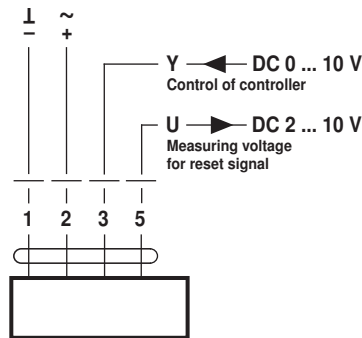 ⊥ ~
– +
Y DC 0 ... 10 V
Control of controller
U DC 2 ... 10 V
Measuring voltage
for reset signal
1 2 3 5